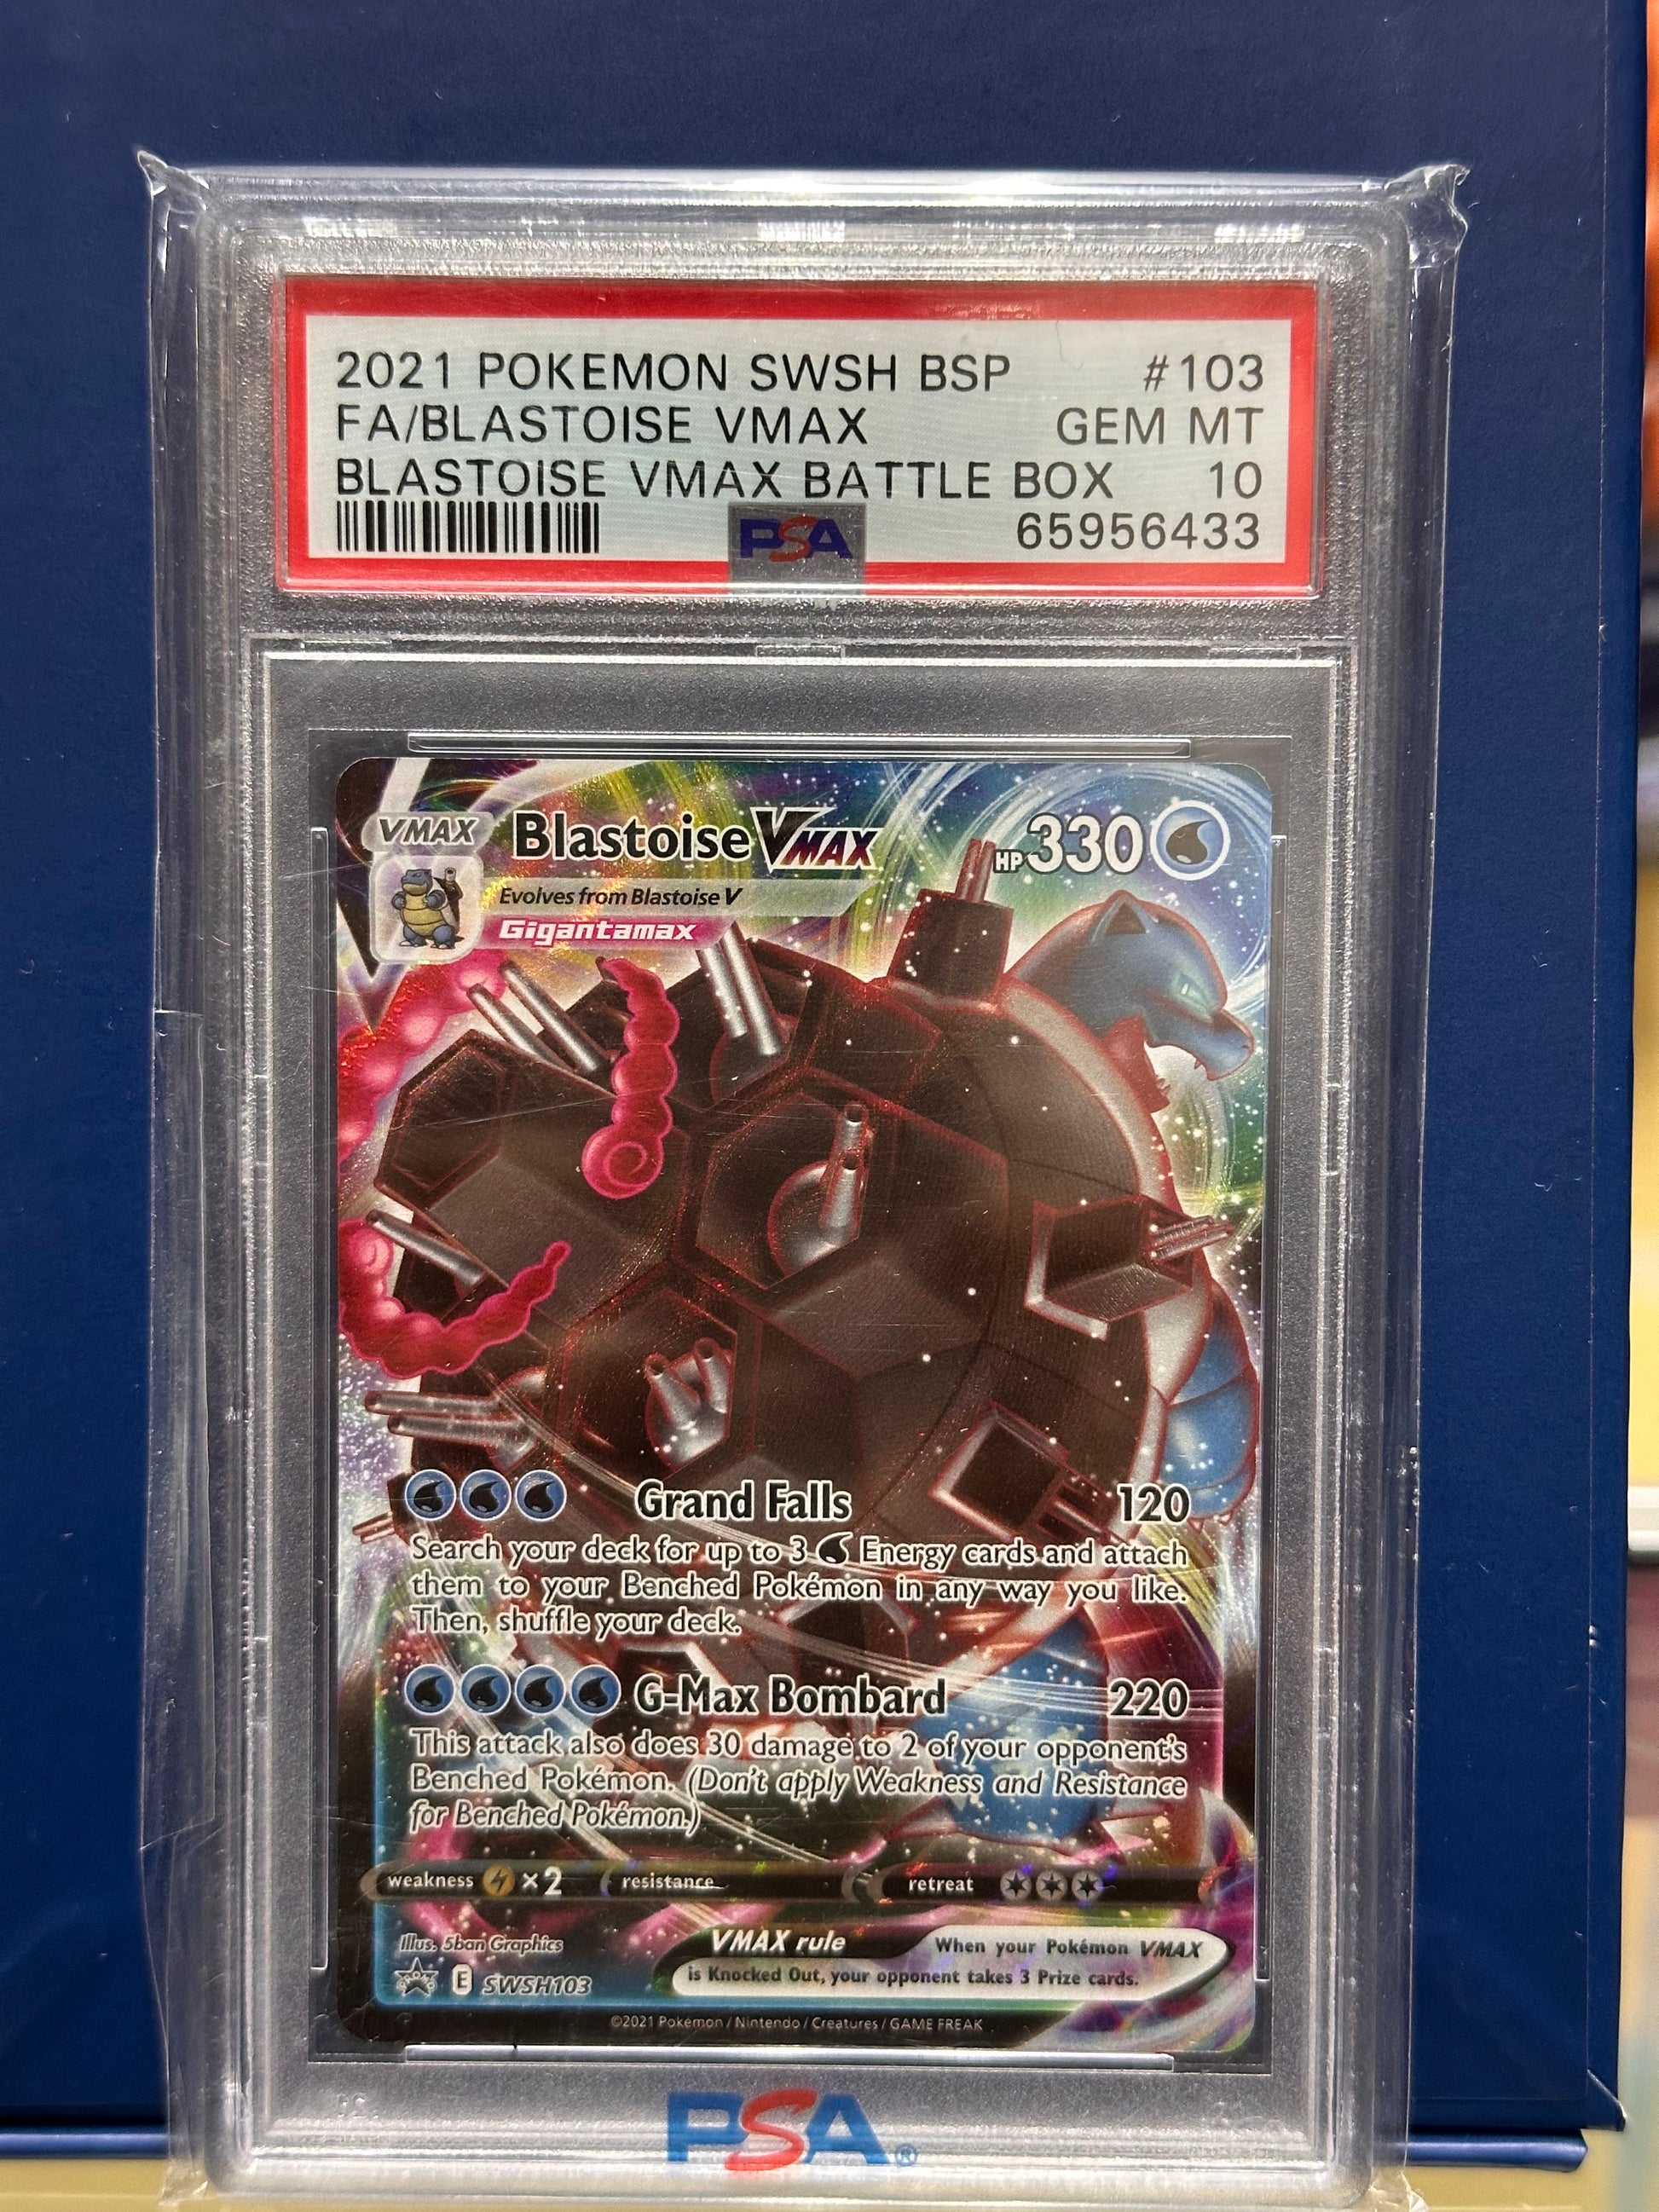 2021 POKEMON SWSH BSP #103
FA/BLASTOISE VMAX GEM MT
BLASTOISE VMAX BATTLE BOX 10
PSA 65956433
VMAX Blastoise VMAX HP 330
Evolves from Blastoise V
Gigantamax
Grand Falls 120
Search your deck for up to 3 Energy cards and attach
them to your Benched Pokémon in any way you like.
Then, shuffle your deck.
G-Max Bombard 220
This attack also does 30 damage to 2 of your opponent's
Benched Pokémon. (Don't apply Weakness and Resistance
for Benched Pokémon.)
weakness ×2 resistance retreat
Illus. 5ban Graphics
VMAX rule When your Pokémon VMAX
is Knocked Out, your opponent takes 3 Prize cards.
E SWSH103
©2021 Pokémon / Nintendo / Creatures / GAME FREAK
PSA®